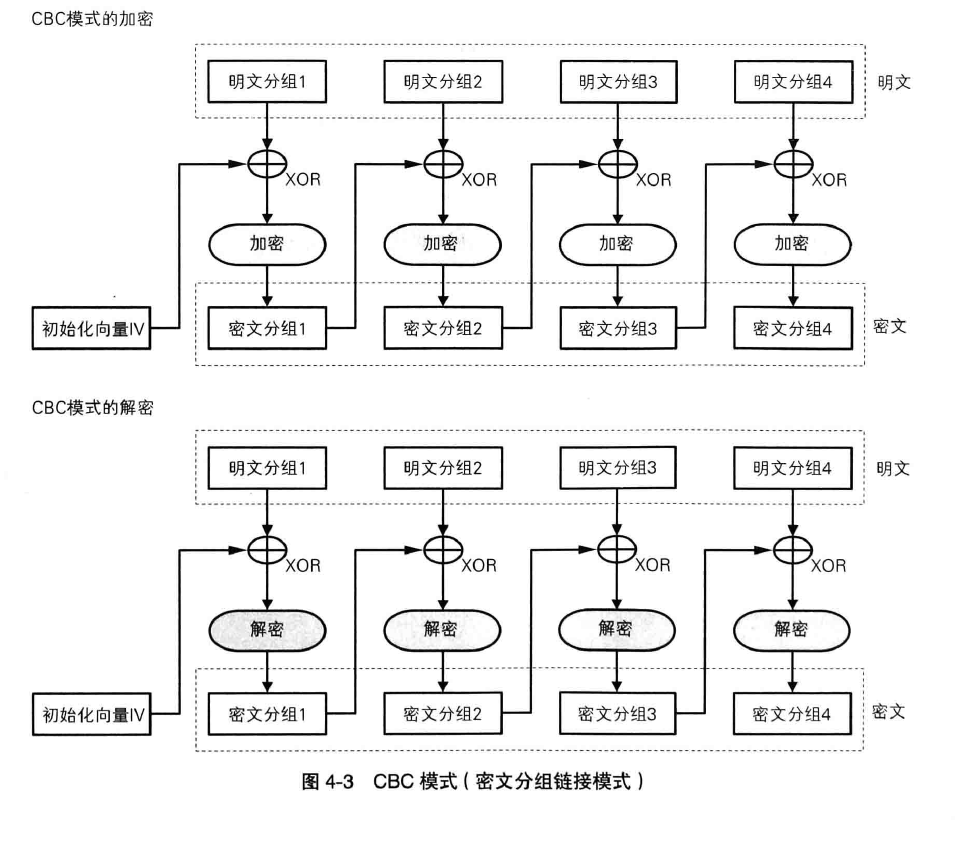 CBC模式的加密
明文分组1 明文分组2 明文分组3 明文分组4 明文
XOR XOR XOR XOR
加密 加密 加密 加密
初始化向量IV 密文分组1 密文分组2 密文分组3 密文分组4 密文
CBC模式的解密
明文分组1 明文分组2 明文分组3 明文分组4 明文
XOR XOR XOR XOR
解密 解密 解密 解密
初始化向量IV 密文分组1 密文分组2 密文分组3 密文分组4 密文
图 4-3 CBC 模式（密文分组链接模式）